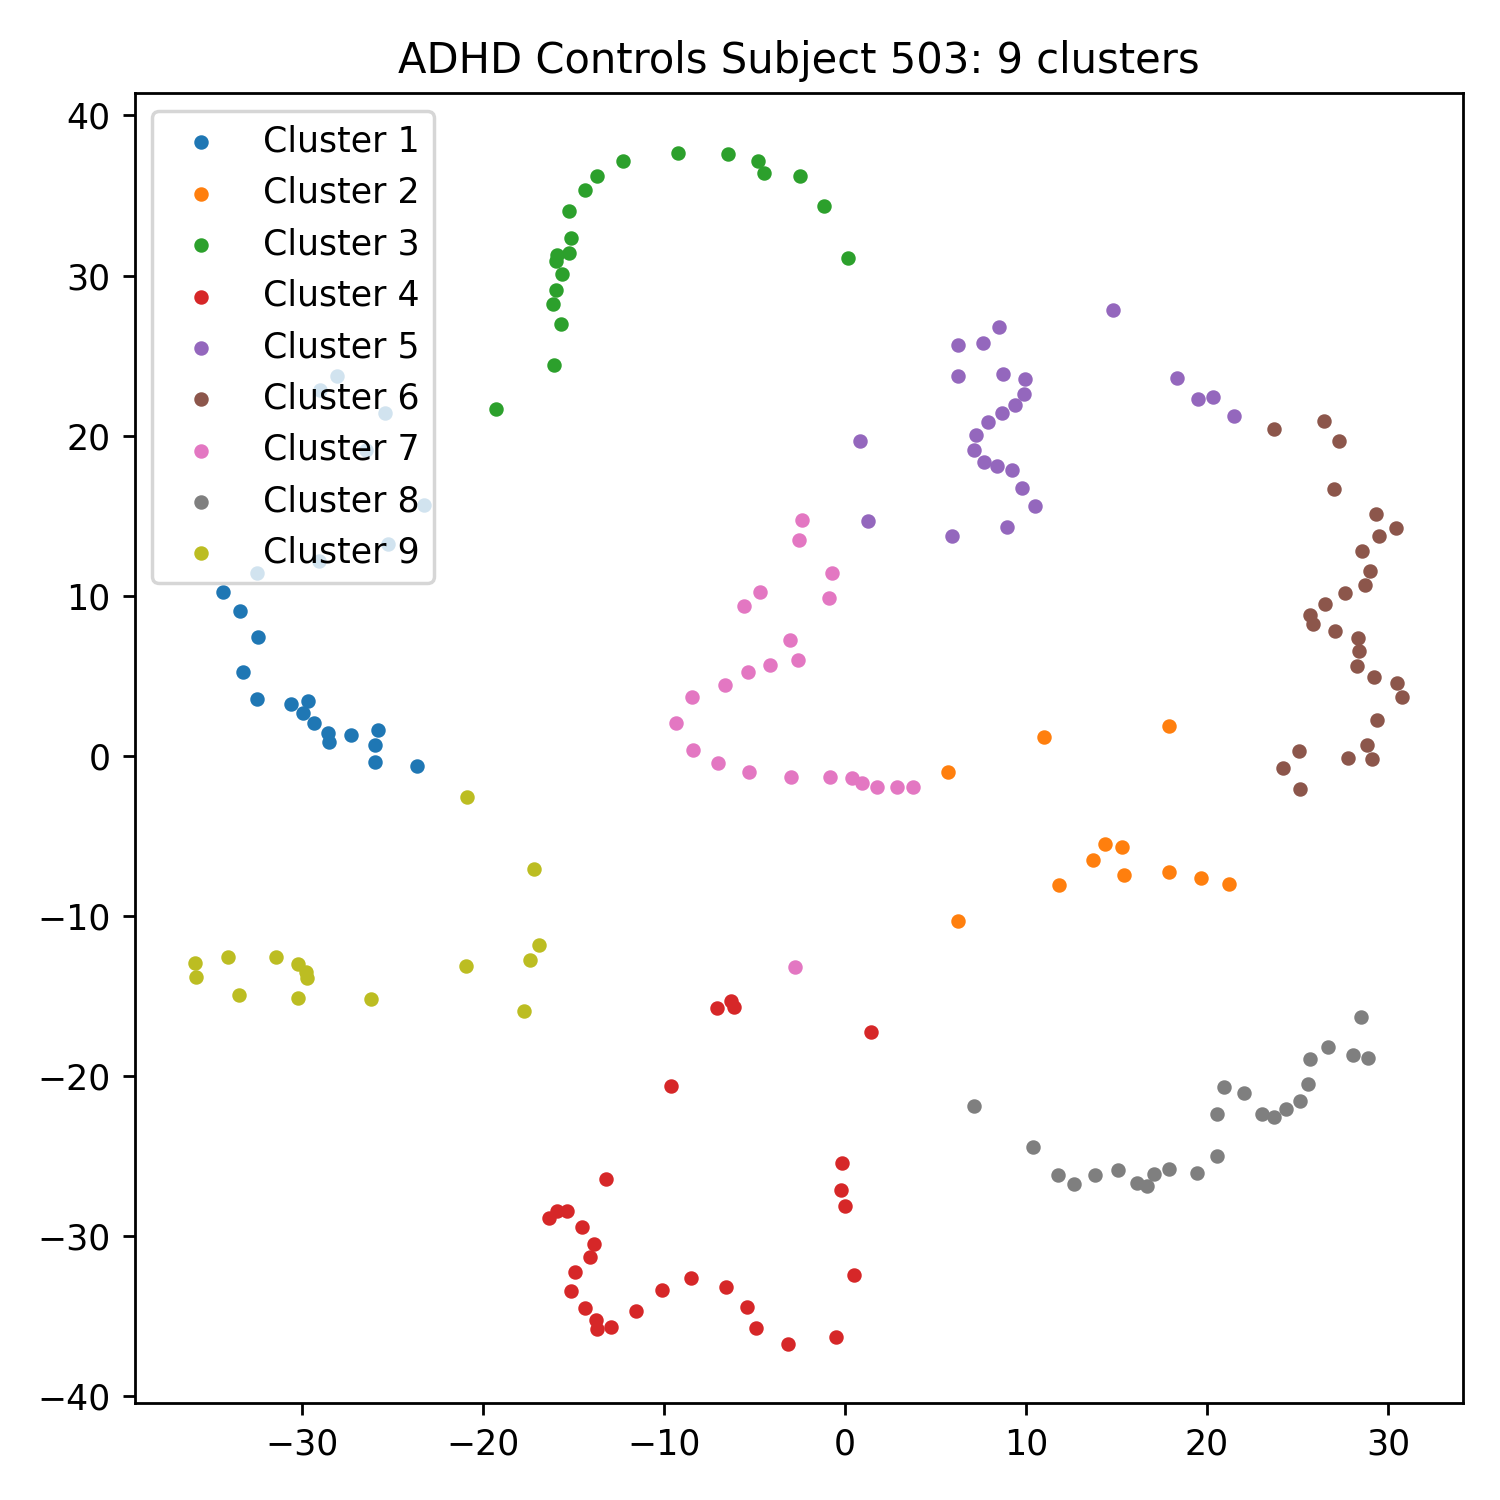 ADHD Controls Subject 503: 9 clusters
40
30
20
10
0
−10
−20
−30
−40
Cluster 1
Cluster 2
Cluster 3
Cluster 4
Cluster 5
Cluster 6
Cluster 7
Cluster 8
Cluster 9
−30 −20 −10 0 10 20 30